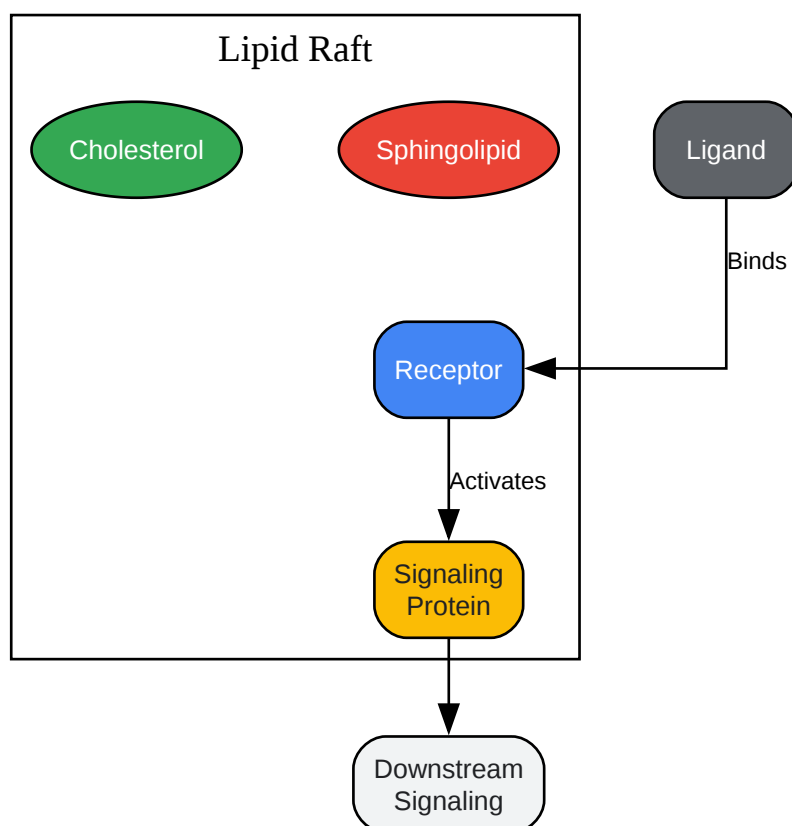 Lipid Raft
Cholesterol
Sphingolipid
Ligand
Binds
Receptor
Activates
Signaling
Protein
Downstream
Signaling